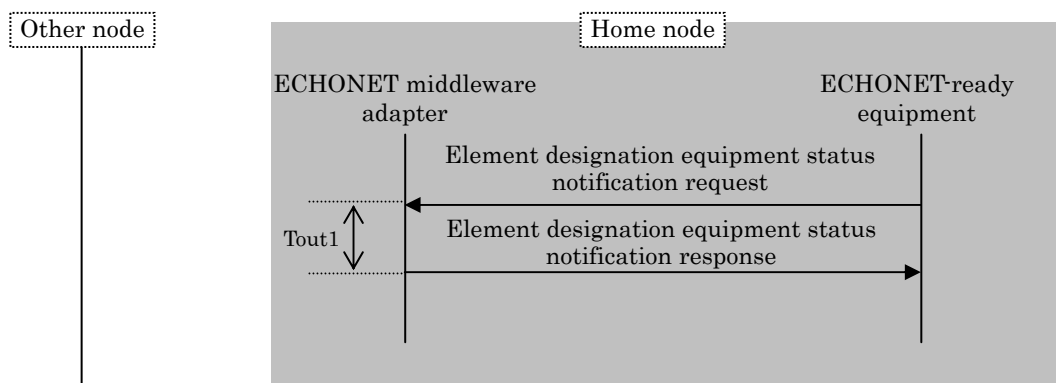 Other node
Home node
ECHONET middleware
adapter
ECHONET-ready
equipment
Element designation equipment status
notification request
Tout1
Element designation equipment status
notification response